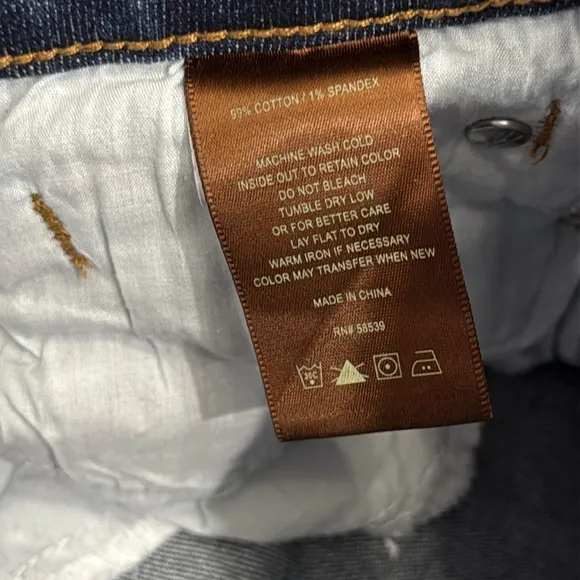 99% COTTON / 1% SPANDEX
MACHINE WASH COLD
INSIDE OUT TO RETAIN COLOR
DO NOT BLEACH
TUMBLE DRY LOW
OR FOR BETTER CARE
LAY FLAT TO DRY
WARM IRON IF NECESSARY
COLOR MAY TRANSFER WHEN NEW
MADE IN CHINA
RN# 58539
30C